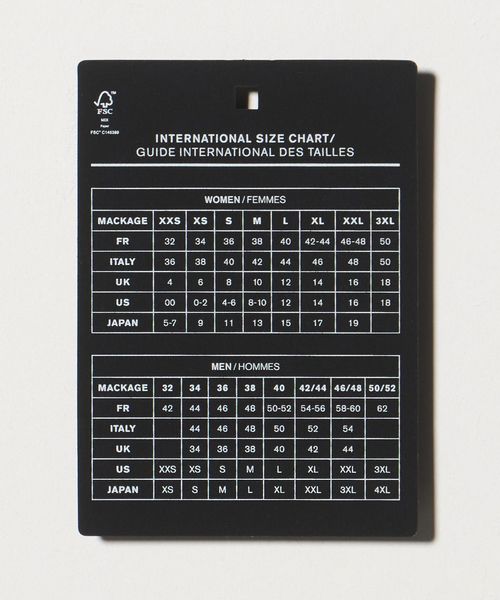 FSC™
MIX
Paper
FSC® C145389
INTERNATIONAL SIZE CHART/
GUIDE INTERNATIONAL DES TAILLES
WOMEN/FEMMES
MACKAGE XXS XS S M L XL XXL 3XL
FR 32 34 36 38 40 42-44 46-48 50
ITALY 36 38 40 42 44 46 48 50
UK 4 6 8 10 12 14 16 18
US 00 0-2 4-6 8-10 12 14 16 18
JAPAN 5-7 9 11 13 15 17 19
MEN/HOMMES
MACKAGE 32 34 36 38 40 42/44 46/48 50/52
FR 42 44 46 48 50-52 54-56 58-60 62
ITALY 44 46 48 50 52 54
UK 34 36 38 40 42 44
US XXS XS S M L XL XXL 3XL
JAPAN XS S M L XL XXL 3XL 4XL